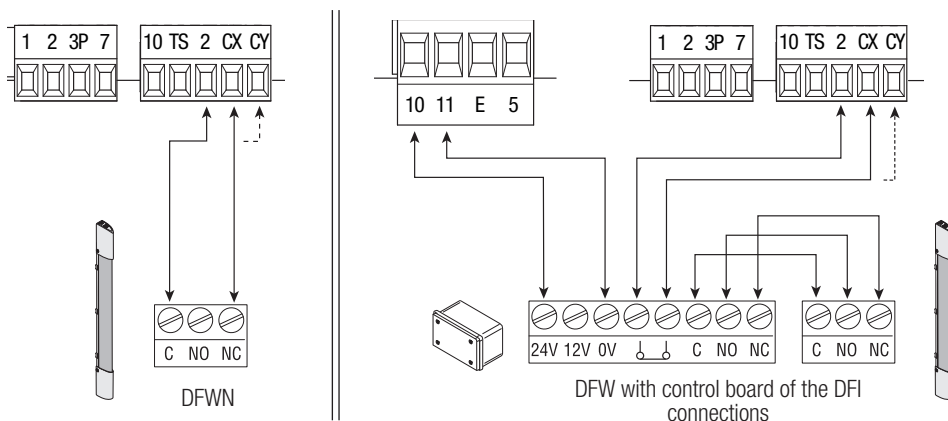 1 2 3P 7
10 TS 2 CX CY
C NO NC
DFWN
10 11 E 5
1 2 3P 7
10 TS 2 CX CY
24V 12V 0V C NO NC
C NO NC
DFW with control board of the DFI
connections